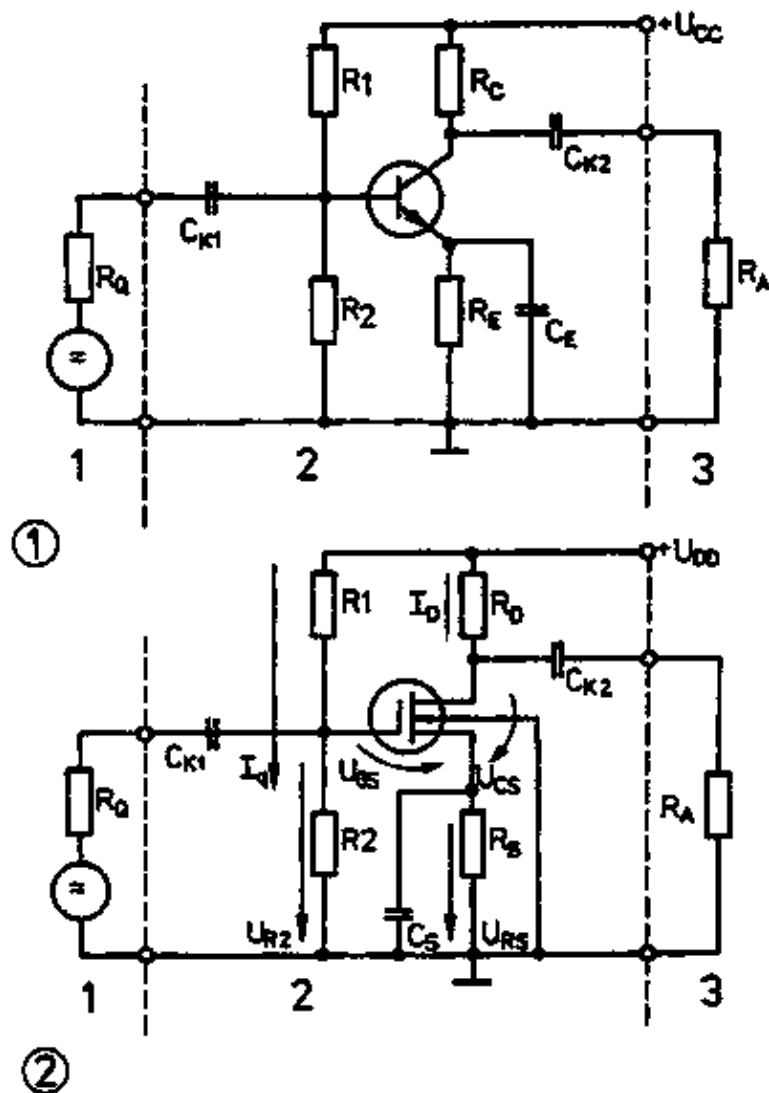 +UCC
R1
RC
CK2
CK1
RQ
R2
RE
CE
RA
=
1 2 3
①
+UDD
R1
ID
RD
CK2
CK1
Iq
UGS
UCS
RQ
R2
RS
RA
≈
UR2
CS
URS
1 2 3
②